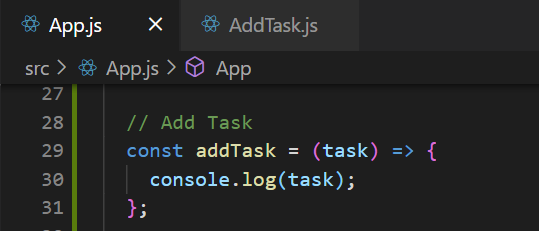 App.js × AddTask.js
src > App.js > App
27
28 // Add Task
29 const addTask = (task) => {
30 console.log(task);
31 };